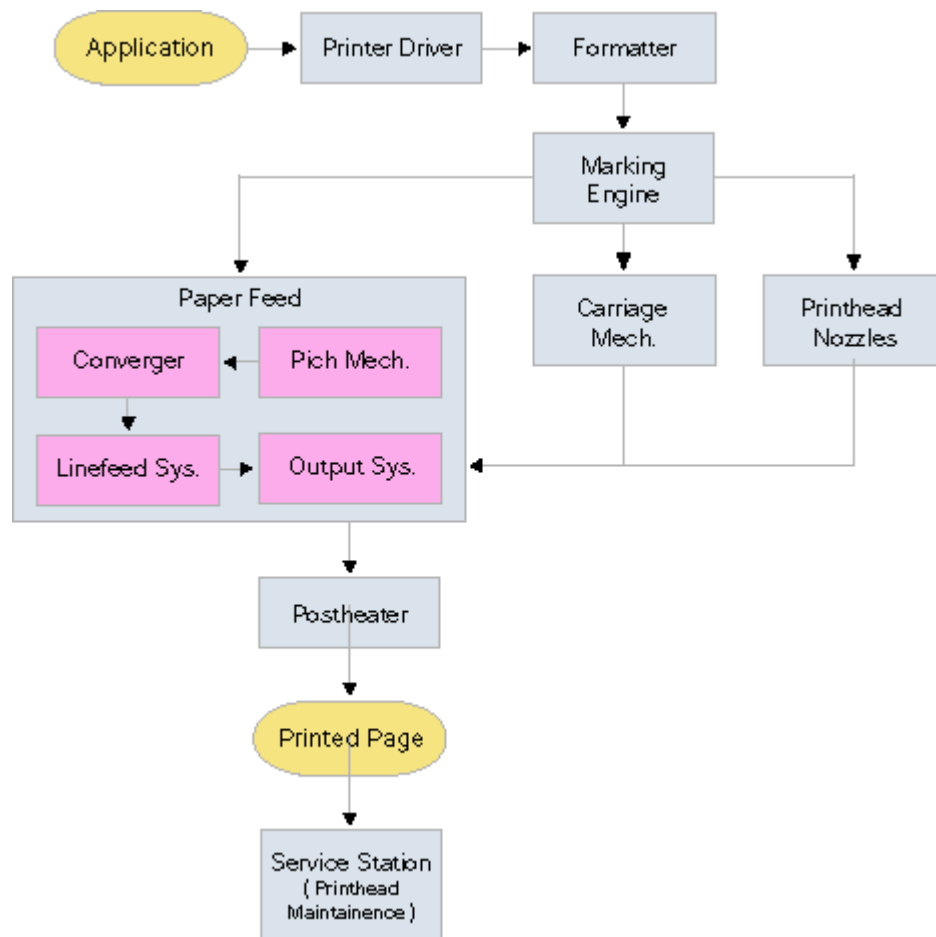 Application
Printer Driver
Formatter
Marking
Engine
Paper Feed
Converger
Pich Mech.
Linefeed Sys.
Output Sys.
Carriage
Mech.
Printhead
Nozzles
Postheater
Printed Page
Service Station
( Printhead
Maintainence )